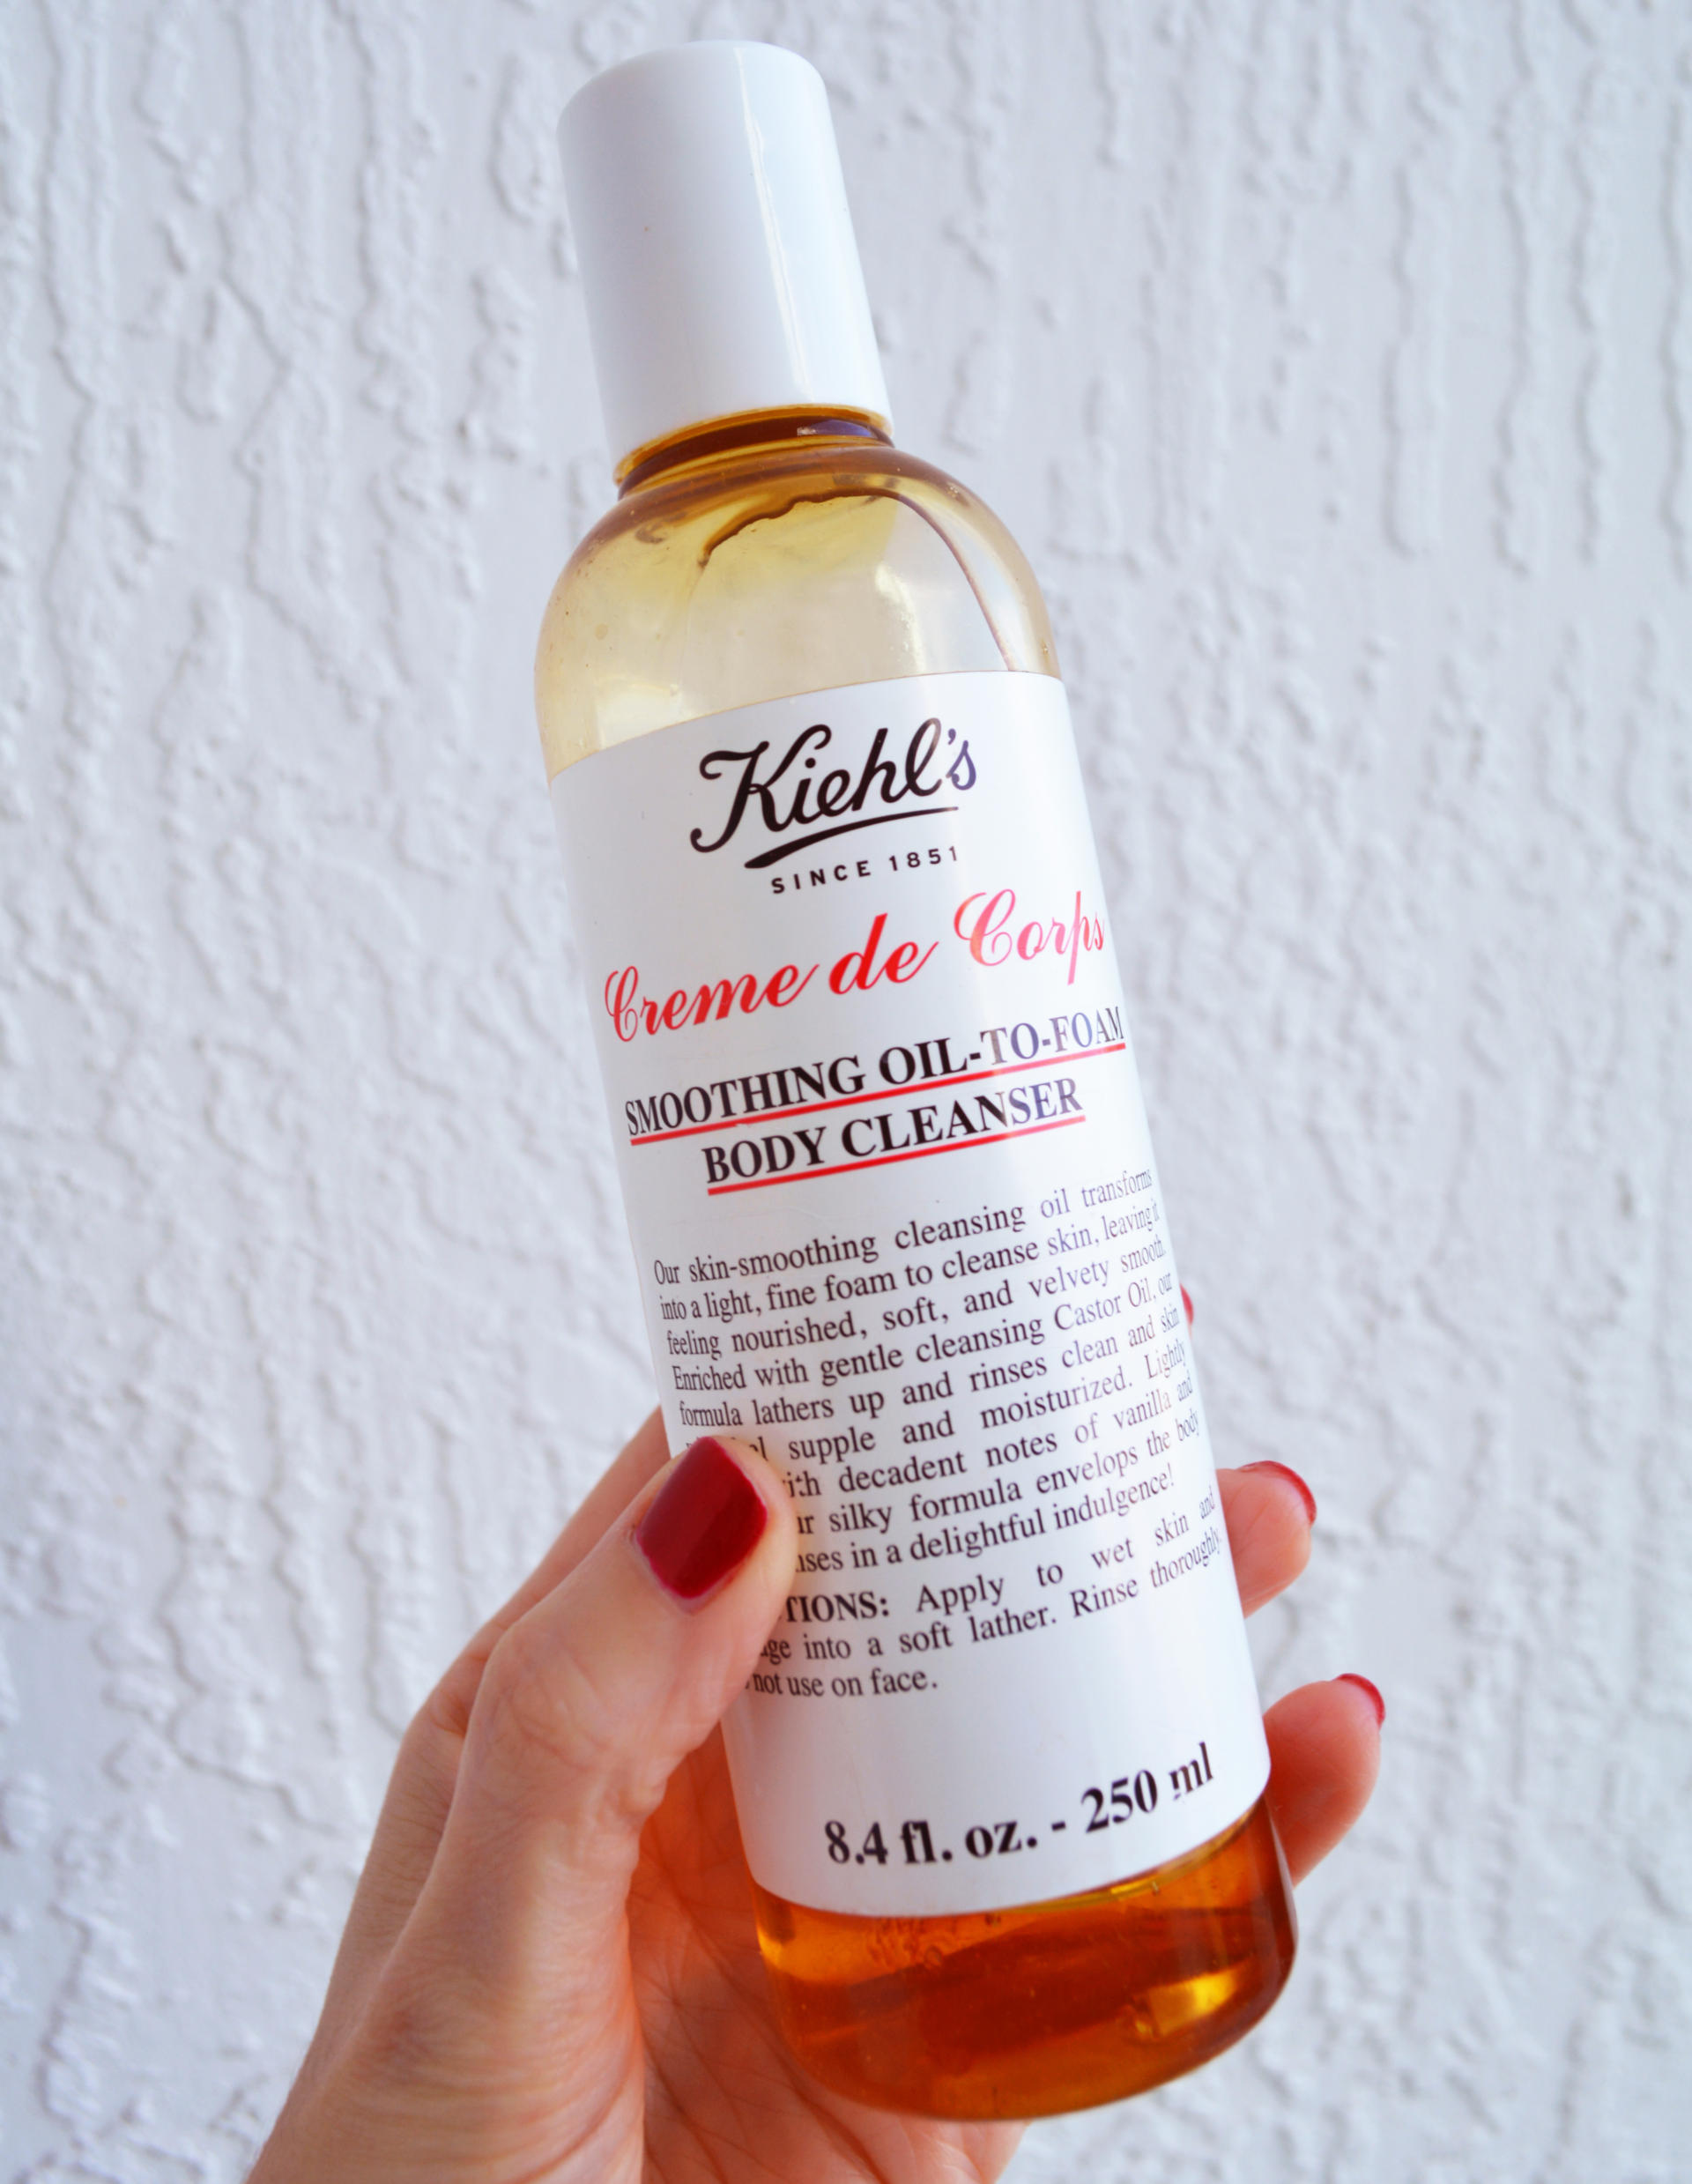 Kiehl's
SINCE 1851
Creme de Corps
SMOOTHING OIL-TO-FOAM
BODY CLEANSER
Our skin-smoothing cleansing oil transforms
into a light, fine foam to cleanse skin, leaving it
feeling nourished, soft, and velvety smooth.
Enriched with gentle cleansing Castor Oil, our
formula lathers up and rinses clean and skin
supple and moisturized. Lightly
decadent notes of vanilla and
silky formula envelops the body
in a delightful indulgence!
Apply to wet skin and
into a soft lather. Rinse thoroughly.
not use on face.
8.4 fl. oz. - 250 ml